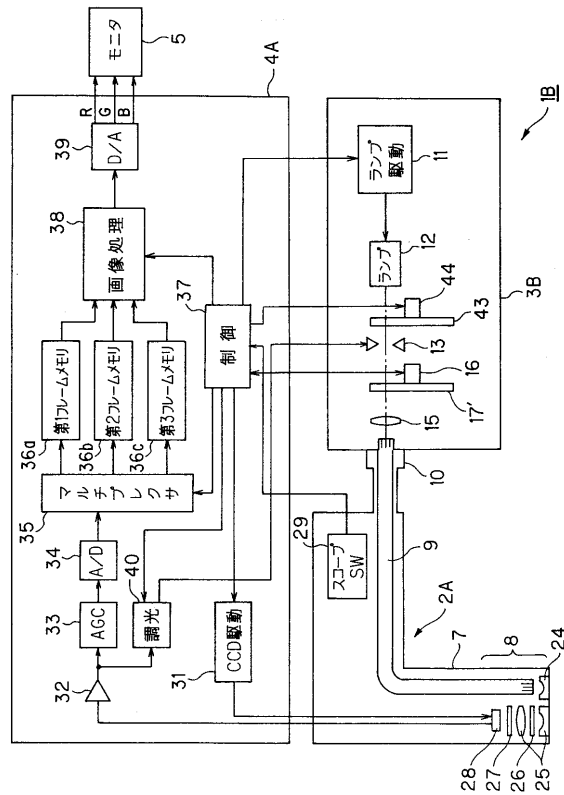 1B
4A
モニタ
5
R
G
B
D/A
39
画像処理
38
第1フレームメモリ
36a
第2フレームメモリ
36b
第3フレームメモリ
36c
マルチプレクサ
35
A/D
34
AGC
33
32
調光
40
CCD駆動
31
制御
37
3B
ランプ
駆動
11
ランプ
12
44
43
13
16
17'
15
10
スコープ
SW
29
9
2A
7
8
24
28
27
26
25